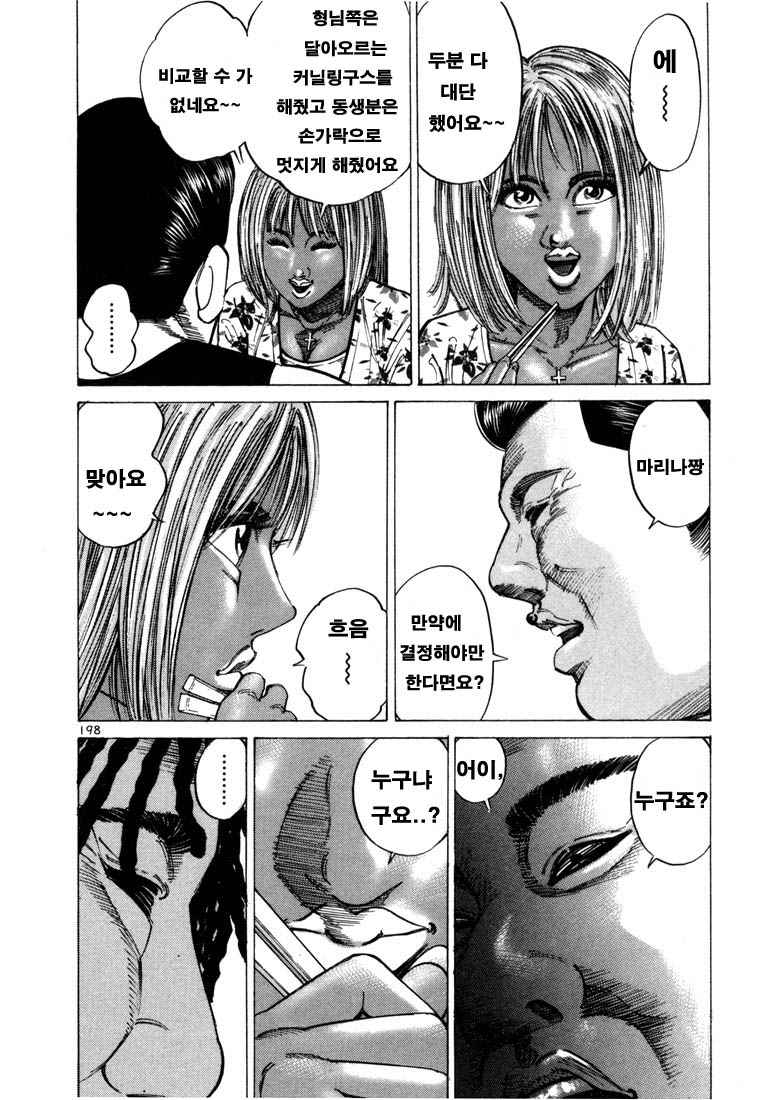 에
~
두분 다
대단
했어요~~
형님쪽은
달아오르는
커닐링구스를
해줬고 동생분은
손가락으로
멋지게 해줬어요
비교할 수 가
없네요~~
………
마리나짱
만약에
결정해야만
한다면요?
맞아요
~~~
흐음
~
198
누구죠?
어이,
누구냐
구요..?
………